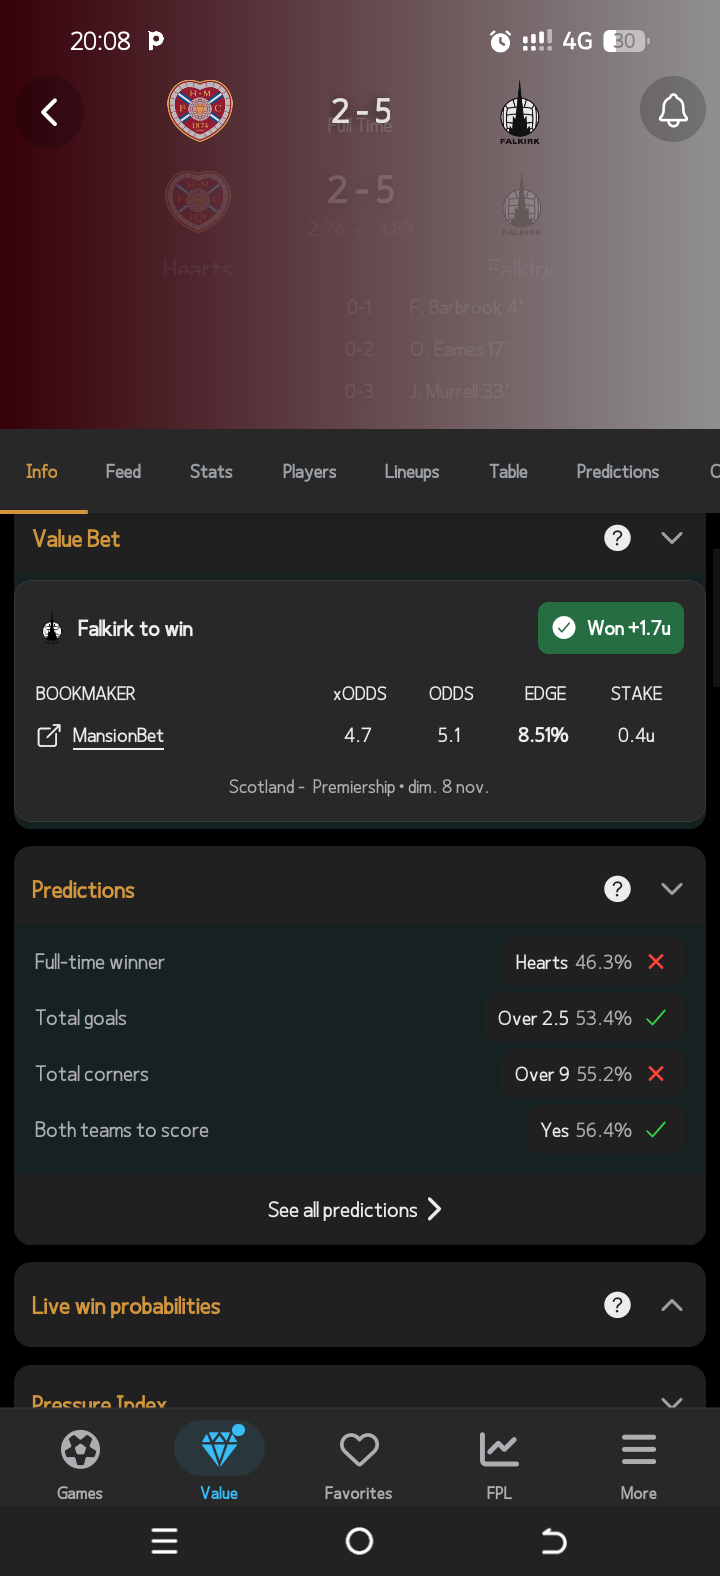 20:08 4G 30
H M
F C
1874
2 - 5
Full Time
FALKIRK
2 - 5
2.74 xG 1.89
FALKIRK
Hearts Falkirk
0-1 F. Barbrook 4'
0-2 O. Eames 17'
0-3 J. Murrell 33'
Info Feed Stats Players Lineups Table Predictions
Value Bet ?
Falkirk to win Won +1.7u
BOOKMAKER xODDS ODDS EDGE STAKE
MansionBet 4.7 5.1 8.51% 0.4u
Scotland - Premiership • dim. 8 nov.
Predictions ?
Full-time winner Hearts 46.3%
Total goals Over 2.5 53.4%
Total corners Over 9 55.2%
Both teams to score Yes 56.4%
See all predictions
Live win probabilities ?
Pressure Index
Games Value Favorites FPL More